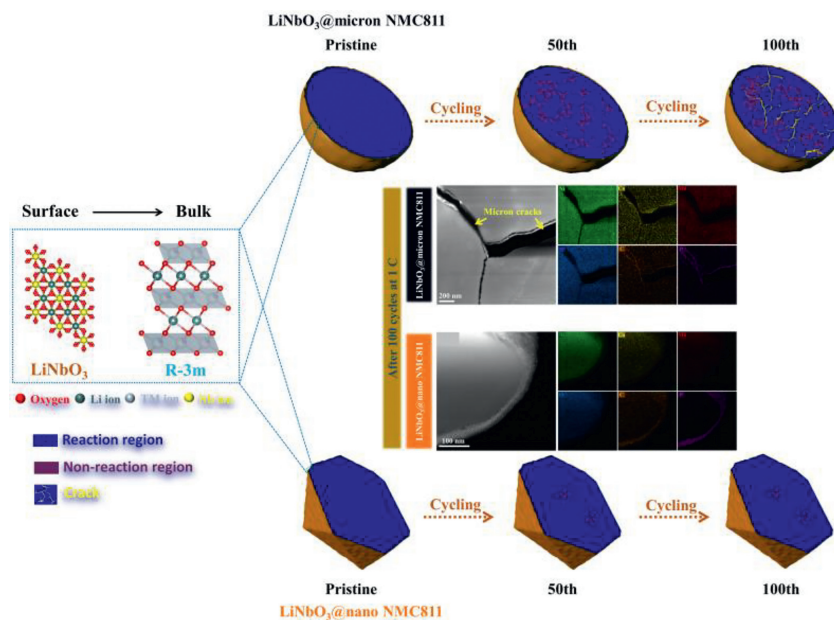 LiNbO3@micron NMC811
Pristine
50th
100th
Cycling
Cycling
Surface
Bulk
LiNbO3
R-3m
Oxygen
Li ion
TM ion
Nb ion
Reaction region
Non-reaction region
Crack
After 100 cycles at 1 C
LiNbO3@micron NMC811
Micron cracks
200 nm
LiNbO3@nano NMC811
100 nm
Cycling
Cycling
Pristine
50th
100th
LiNbO3@nano NMC811